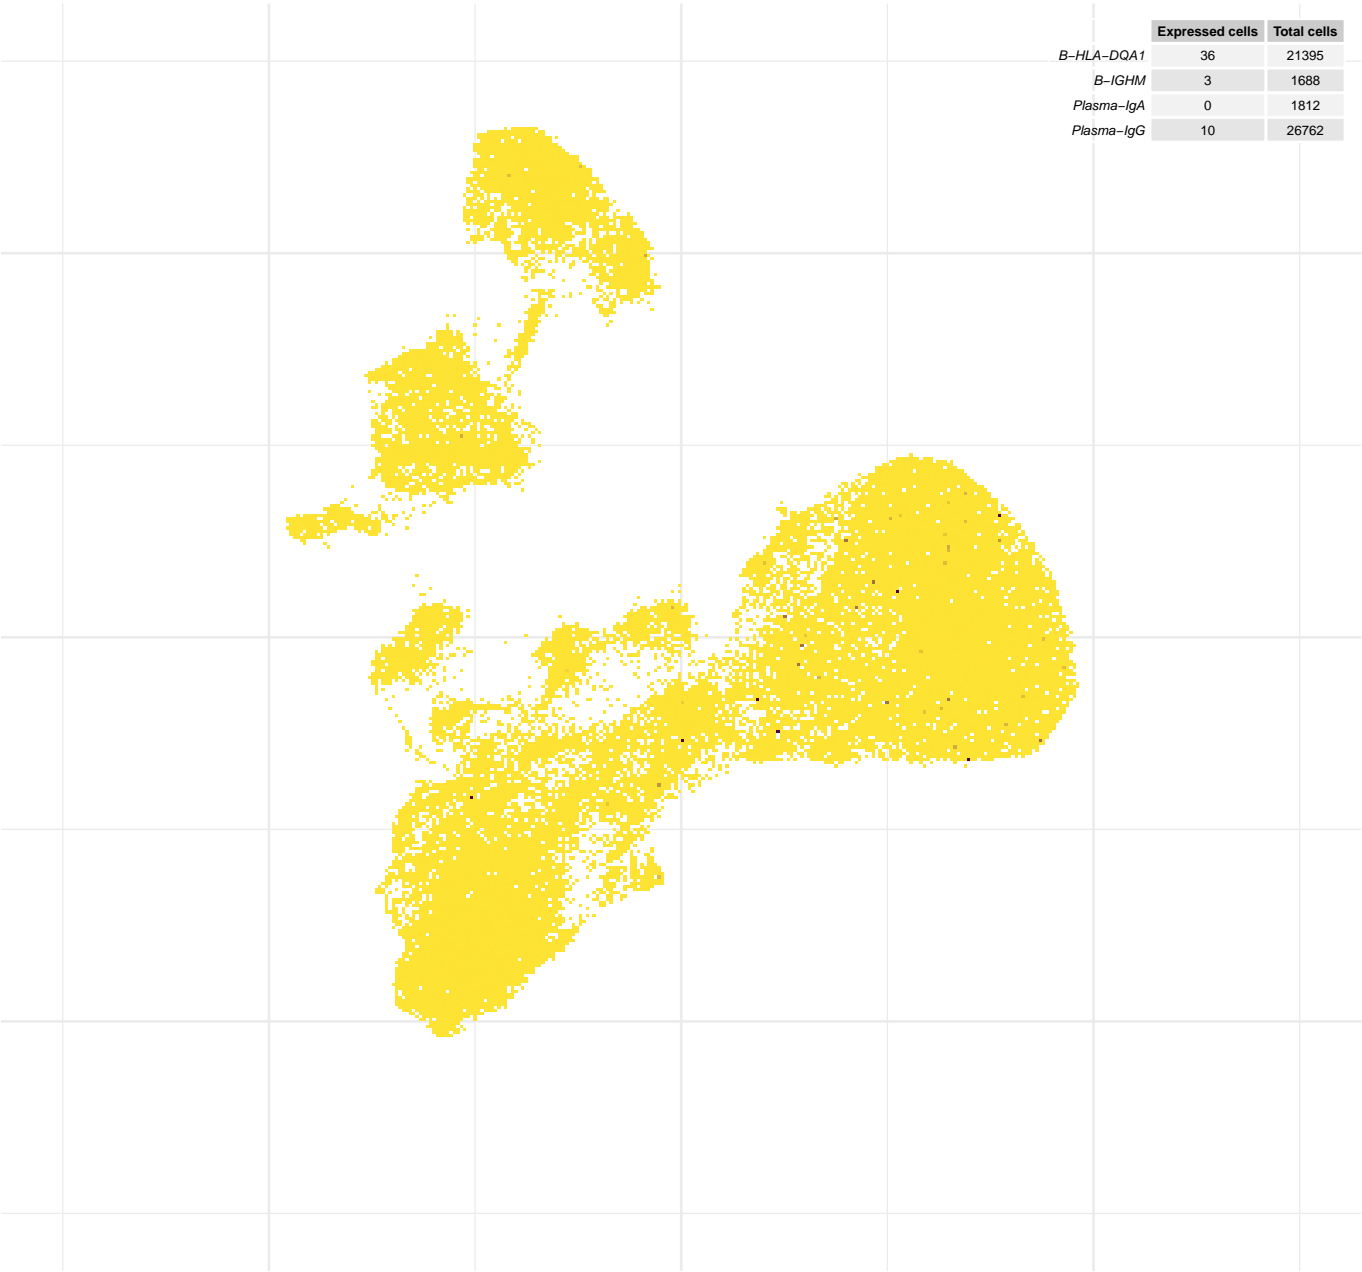 Expressed cells Total cells
B−HLA−DQA1 36 21395
B−IGHM 3 1688
Plasma−IgA 0 1812
Plasma−IgG 10 26762